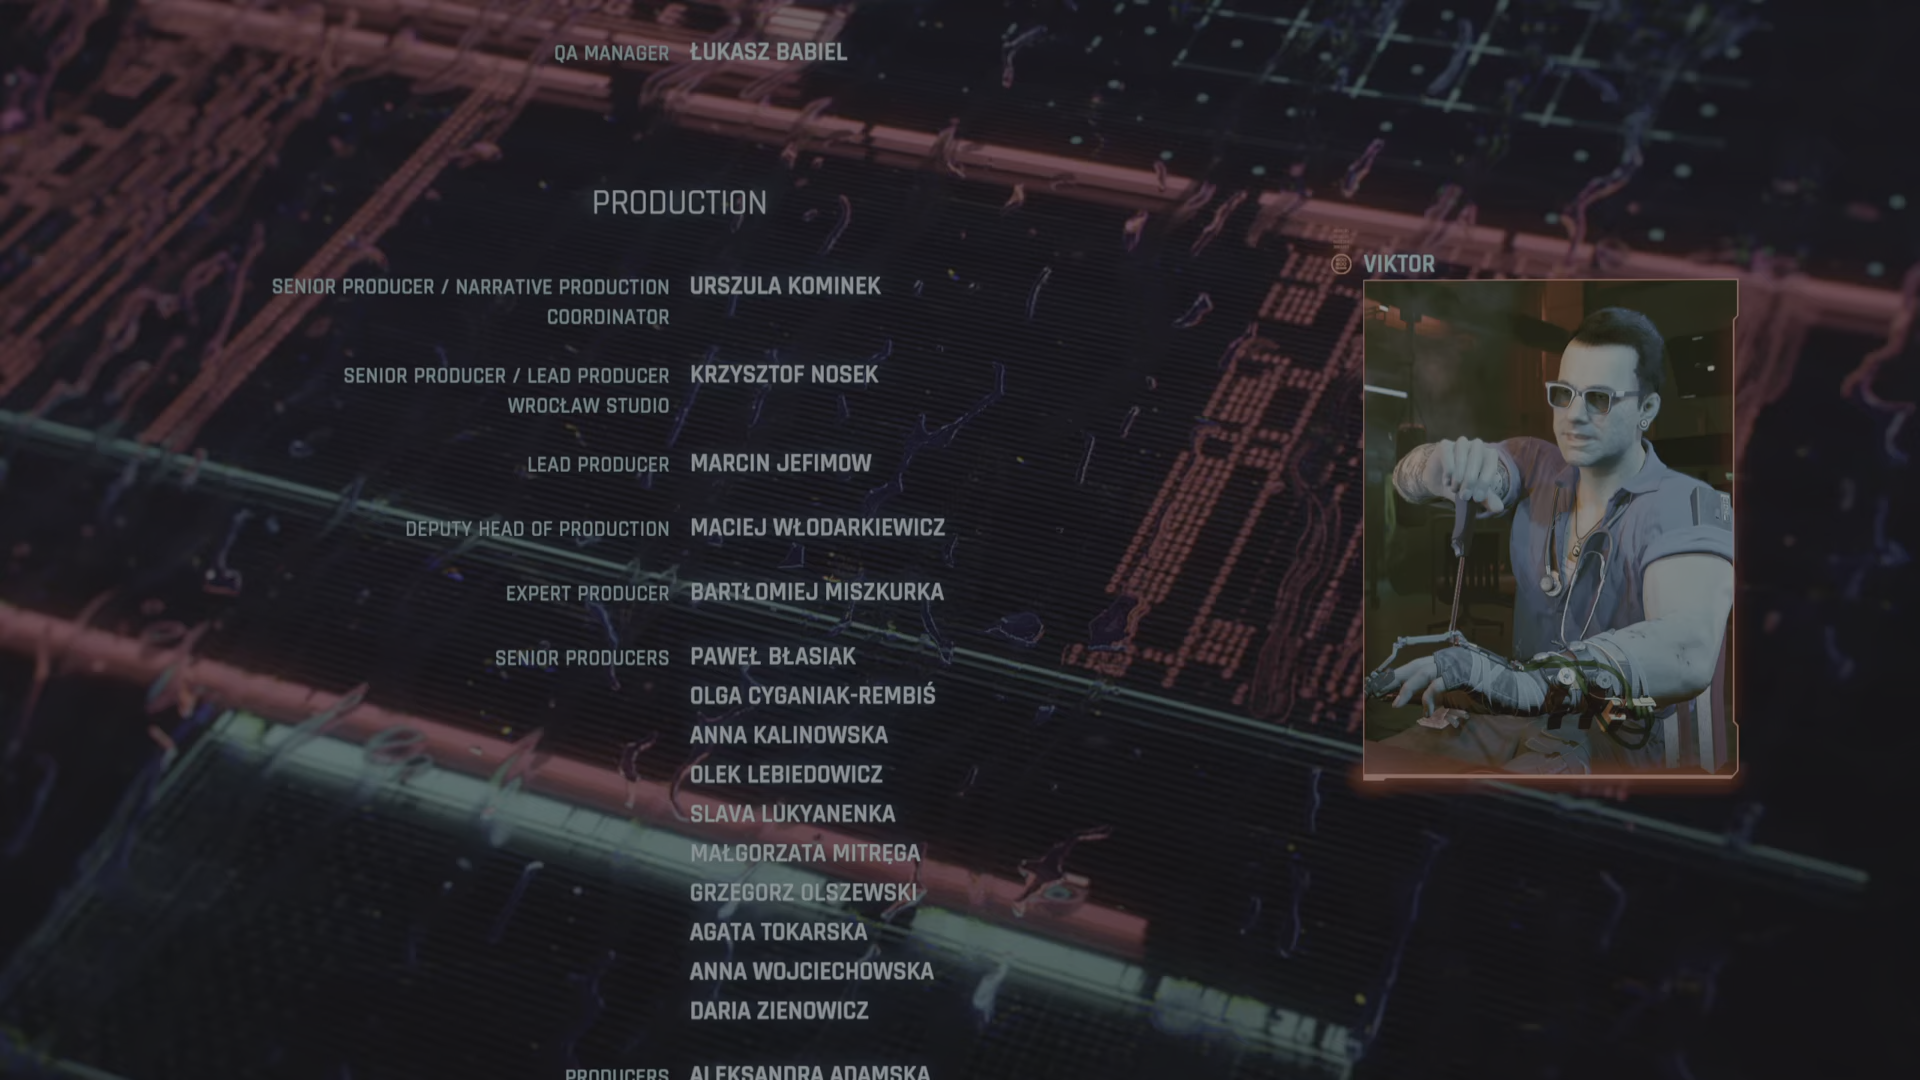 QA MANAGER ŁUKASZ BABIEL
PRODUCTION
SENIOR PRODUCER / NARRATIVE PRODUCTION COORDINATOR URSZULA KOMINEK
SENIOR PRODUCER / LEAD PRODUCER WROCŁAW STUDIO KRZYSZTOF NOSEK
LEAD PRODUCER MARCIN JEFIMOW
DEPUTY HEAD OF PRODUCTION MACIEJ WŁODARKIEWICZ
EXPERT PRODUCER BARTŁOMIEJ MISZKURKA
SENIOR PRODUCERS PAWEŁ BŁASIAK
OLGA CYGANIAK-REMBIŚ
ANNA KALINOWSKA
OLEK LEBIEDOWICZ
SLAVA LUKYANENKA
MAŁGORZATA MITRĘGA
GRZEGORZ OLSZEWSKI
AGATA TOKARSKA
ANNA WOJCIECHOWSKA
DARIA ZIENOWICZ
PRODUCERS ALEKSANDRA ADAMSKA
VIKTOR